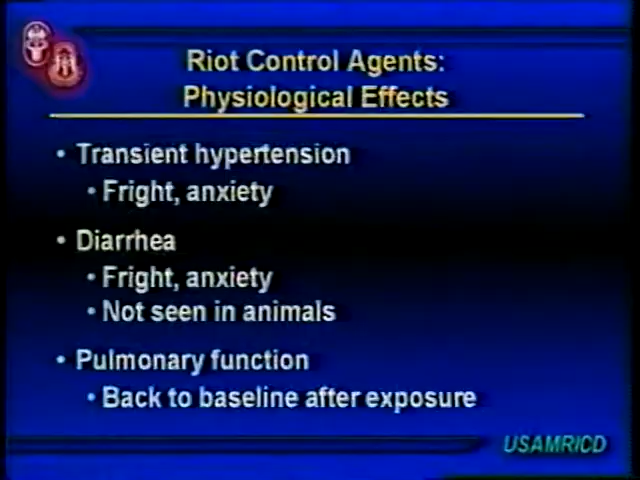 Riot Control Agents:
Physiological Effects
• Transient hypertension
• Fright, anxiety
• Diarrhea
• Fright, anxiety
• Not seen in animals
• Pulmonary function
• Back to baseline after exposure
USAMRICD